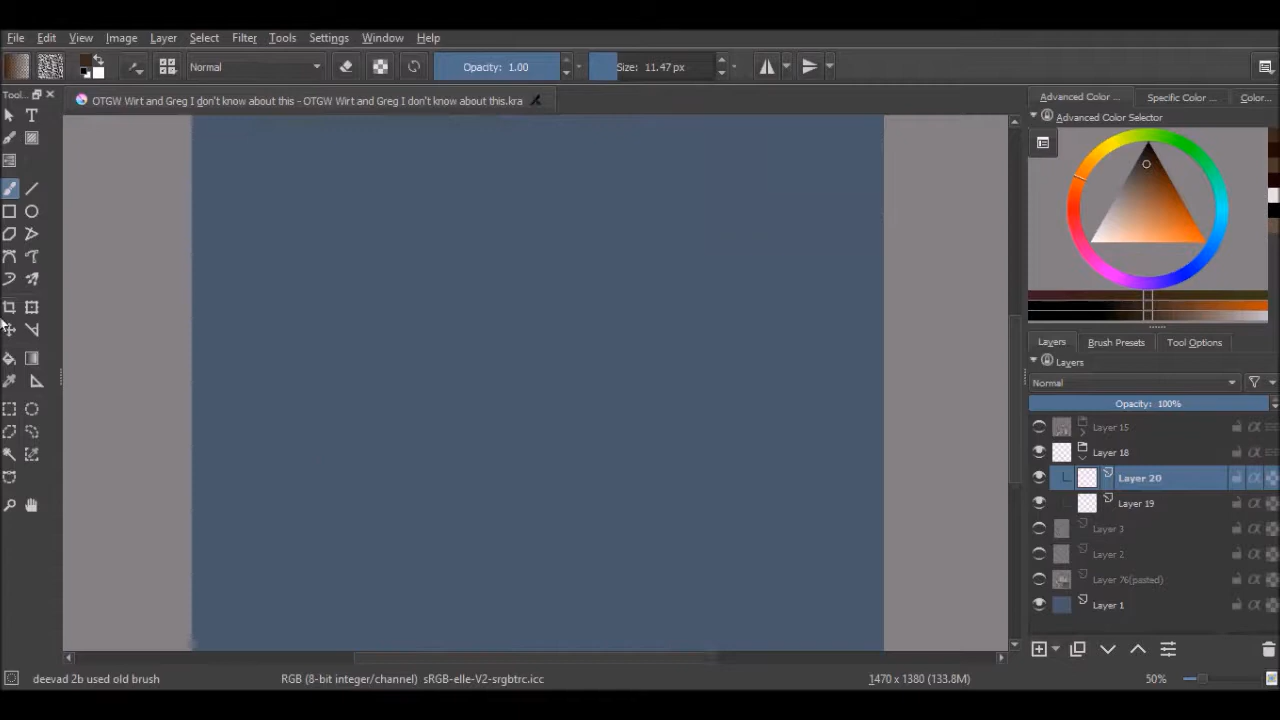 File Edit View Image Layer Select Filter Tools Settings Window Help
Normal Opacity: 1.00 Size: 11.47 px
Tool... OTGW Wirt and Greg I don't know about this - OTGW Wirt and Greg I don't know about this.kra
Advanced Color ... Specific Color ... Color...
Advanced Color Selector
Layers Brush Presets Tool Options
Layers
Normal
Opacity: 100%
Layer 15
Layer 18
Layer 20
Layer 19
Layer 3
Layer 2
Layer 76(pasted)
Layer 1
deevad 2b used old brush RGB (8-bit integer/channel) sRGB-elle-V2-srgbtrc.icc 1470 x 1380 (133.8M) 50%